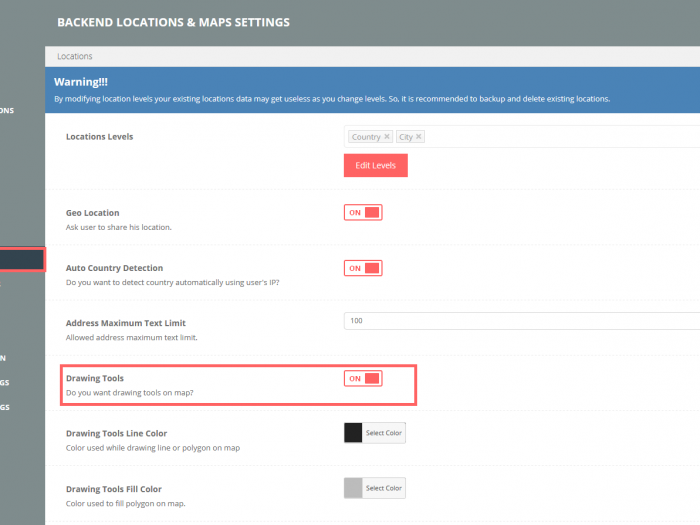 BACKEND LOCATIONS & MAPS SETTINGS
Locations
Warning!!!
By modifying location levels your existing locations data may get useless as you change levels. So, it is recommended to backup and delete existing locations.
ONS
Locations Levels
Country × City ×
Edit Levels
Geo Location
ON
Ask user to share his location.
Auto Country Detection
ON
Do you want to detect country automatically using user's IP?
Address Maximum Text Limit
100
Allowed address maximum text limit.
N
Drawing Tools
ON
GS
Do you want drawing tools on map?
GS
Drawing Tools Line Color
Select Color
Color used while drawing line or polygon on map
Drawing Tools Fill Color
Select Color
Color used to fill polygon on map.